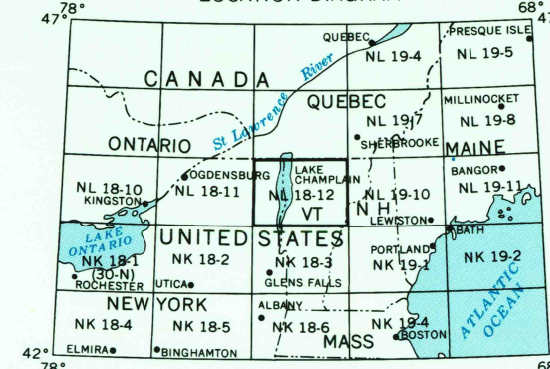 47°
78°
68°
47°
QUEBEC
PRESQUE ISLE
NL 19-4
NL 19-5
CANADA
St Lawrence River
QUEBEC
MILLINOCKET
NL 19-7
NL 19-8
SHERBROOKE
ONTARIO
MAINE
OGDENSBURG
LAKE
CHAMPLAIN
BANGOR
NL 18-10
NL 18-11
NL 18-12
NL 19-10
NL 19-11
KINGSTON
VT
NH
LEWISTON
BATH
LAKE
ONTARIO
UNITED STATES
PORTLAND
NK 18-1
(30-N)
NK 18-2
NK 18-3
NK 19-1
NK 19-2
ROCHESTER
UTICA
GLENS FALLS
ATLANTIC
OCEAN
NEW YORK
ALBANY
NK 18-4
NK 18-5
NK 18-6
NK 19-4
BOSTON
MASS
ELMIRA
BINGHAMTON
42°
78°